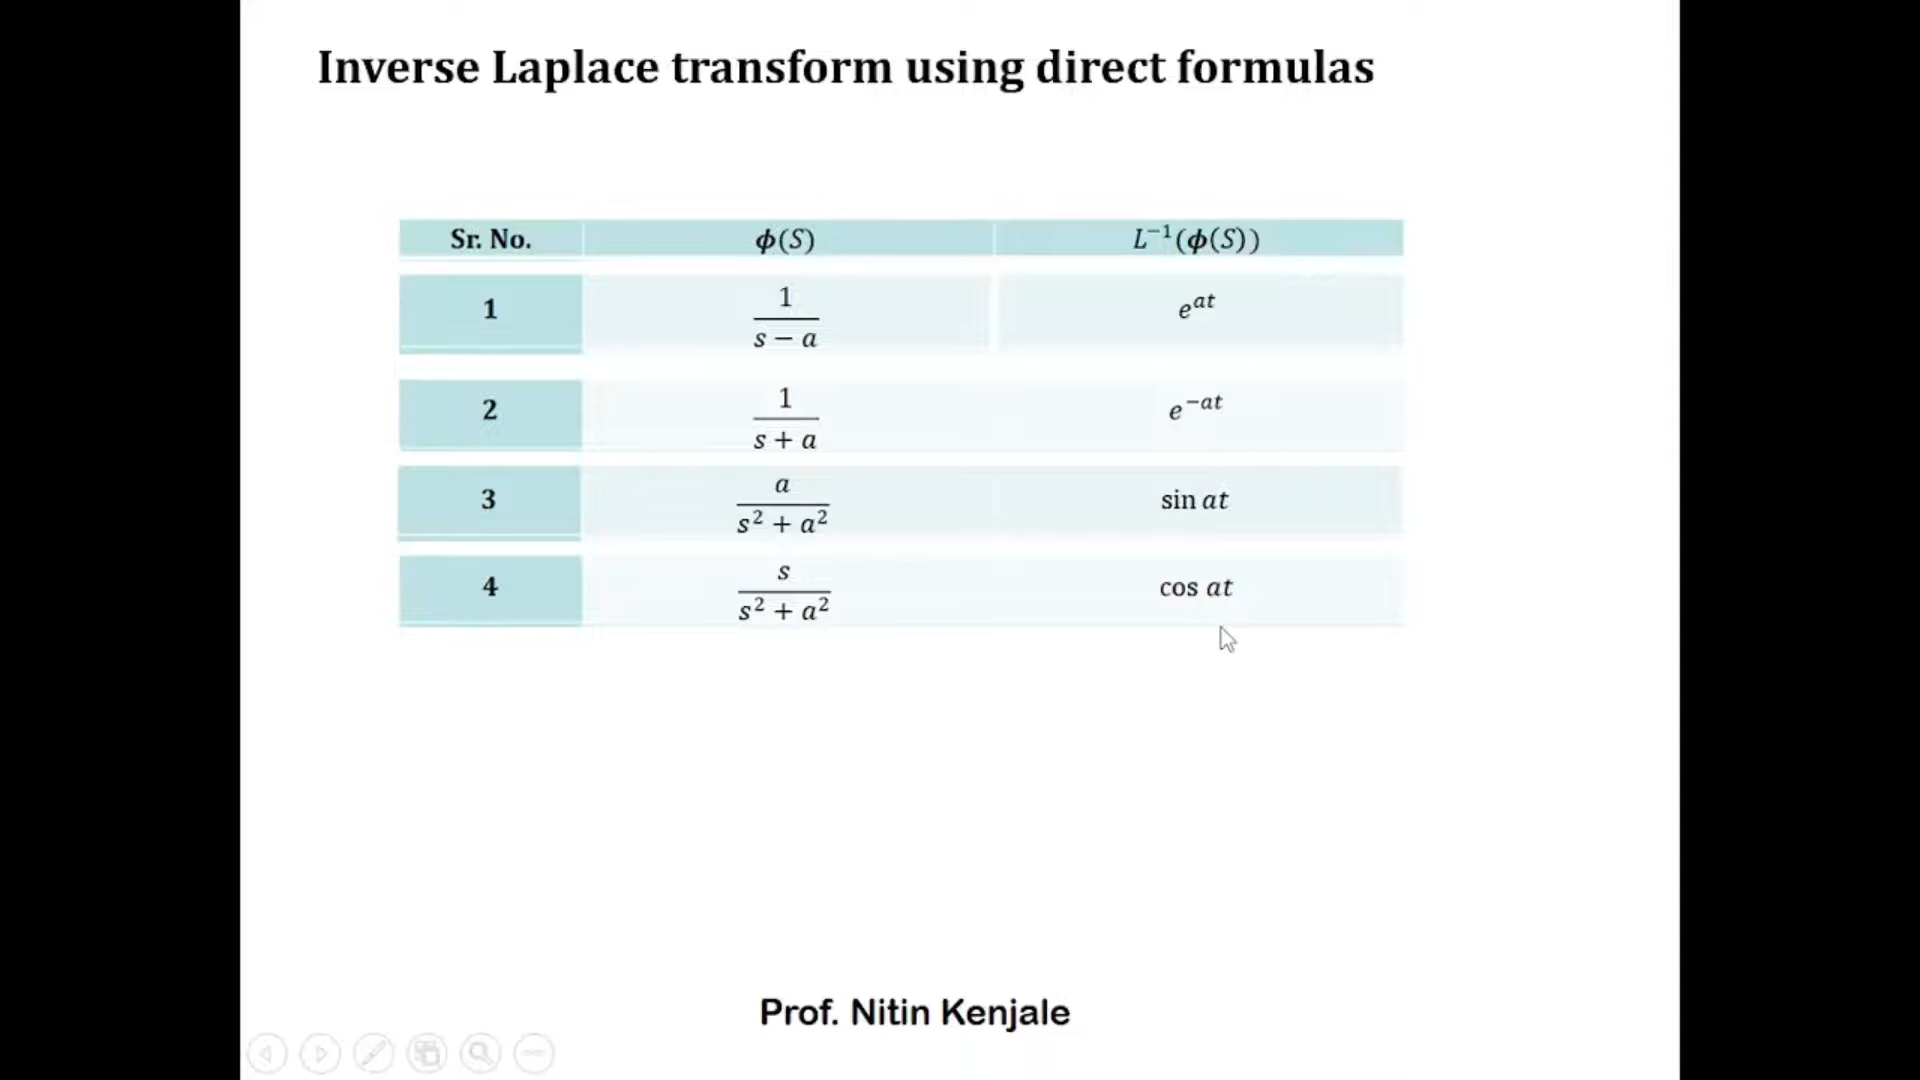 Inverse Laplace transform using direct formulas
Sr. No. ϕ(S) L⁻¹(ϕ(S))
1 1/(s − a) eᵃᵗ
2 1/(s + a) e⁻ᵃᵗ
3 a/(s² + a²) sin at
4 s/(s² + a²) cos at
Prof. Nitin Kenjale